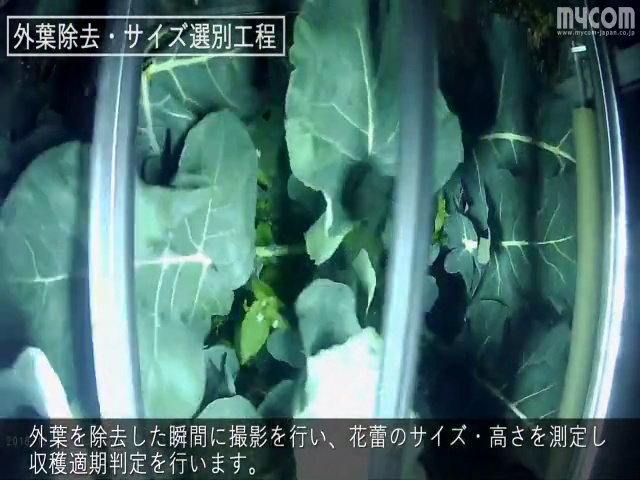 外葉除去・サイズ選別工程
mycom
www.mycom-japan.co.jp
外葉を除去した瞬間に撮影を行い、花蕾のサイズ・高さを測定し
収穫適期判定を行います。